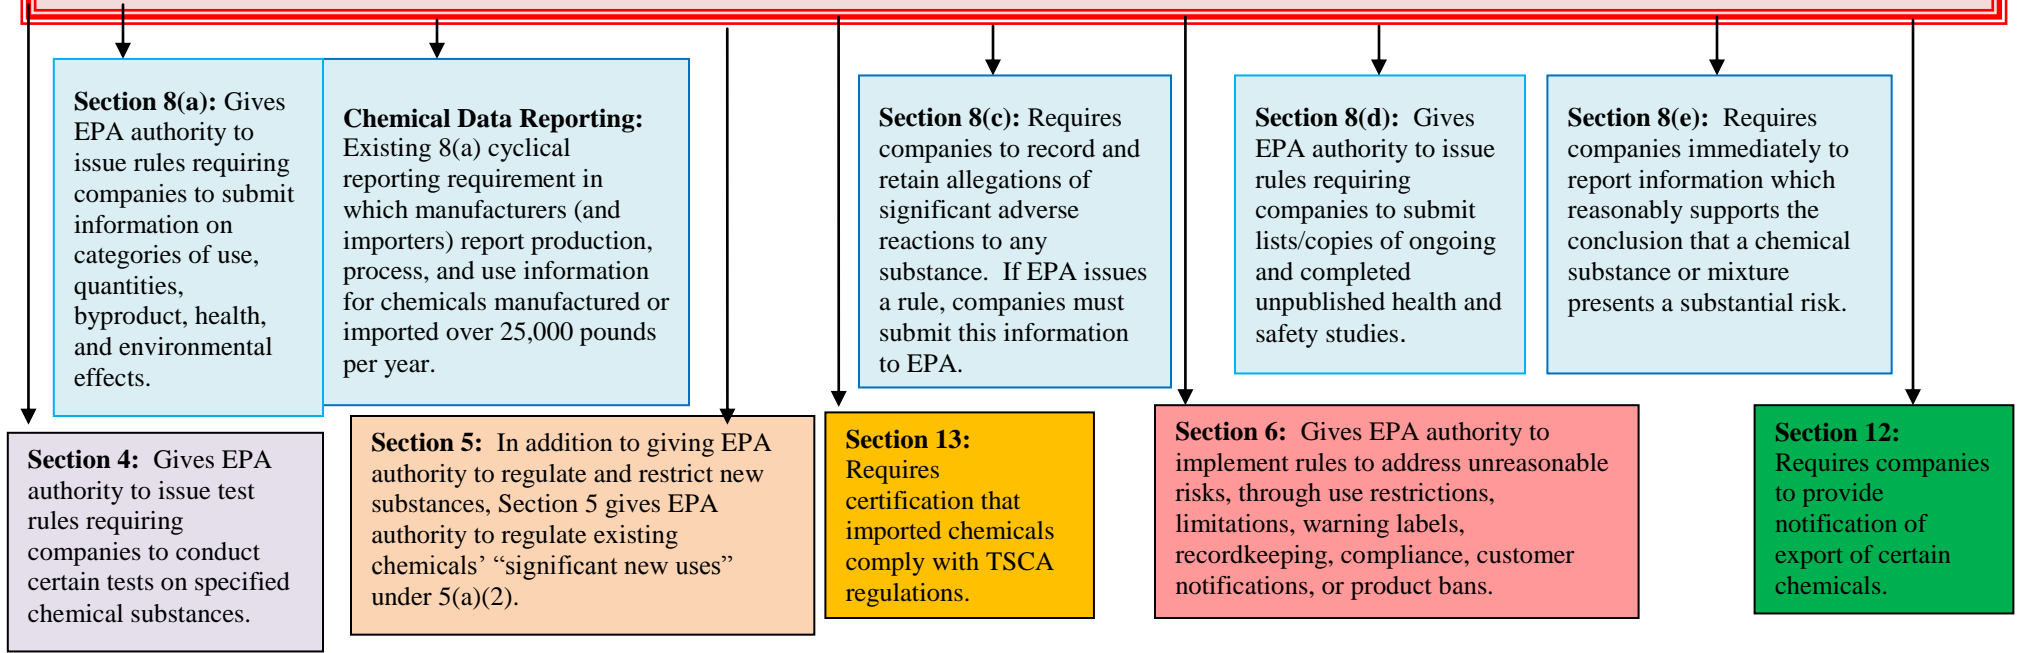 Section 8(a): Gives
EPA authority to
issue rules requiring
companies to submit
information on
categories of use,
quantities,
byproduct, health,
and environmental
effects.
Chemical Data Reporting:
Existing 8(a) cyclical
reporting requirement in
which manufacturers (and
importers) report production,
process, and use information
for chemicals manufactured or
imported over 25,000 pounds
per year.
Section 8(c): Requires
companies to record and
retain allegations of
significant adverse
reactions to any
substance.  If EPA issues
a rule, companies must
submit this information
to EPA.
Section 8(d):  Gives
EPA authority to issue
rules requiring
companies to submit
lists/copies of ongoing
and completed
unpublished health and
safety studies.
Section 8(e):  Requires
companies immediately to
report information which
reasonably supports the
conclusion that a chemical
substance or mixture
presents a substantial risk.
Section 4:  Gives EPA
authority to issue test
rules requiring
companies to conduct
certain tests on specified
chemical substances.
Section 5:  In addition to giving EPA
authority to regulate and restrict new
substances, Section 5 gives EPA
authority to regulate existing
chemicals’ “significant new uses”
under 5(a)(2).
Section 13:
Requires
certification that
imported chemicals
comply with TSCA
regulations.
Section 6:  Gives EPA authority to
implement rules to address unreasonable
risks, through use restrictions,
limitations, warning labels,
recordkeeping, compliance, customer
notifications, or product bans.
Section 12:
Requires companies
to provide
notification of
export of certain
chemicals.